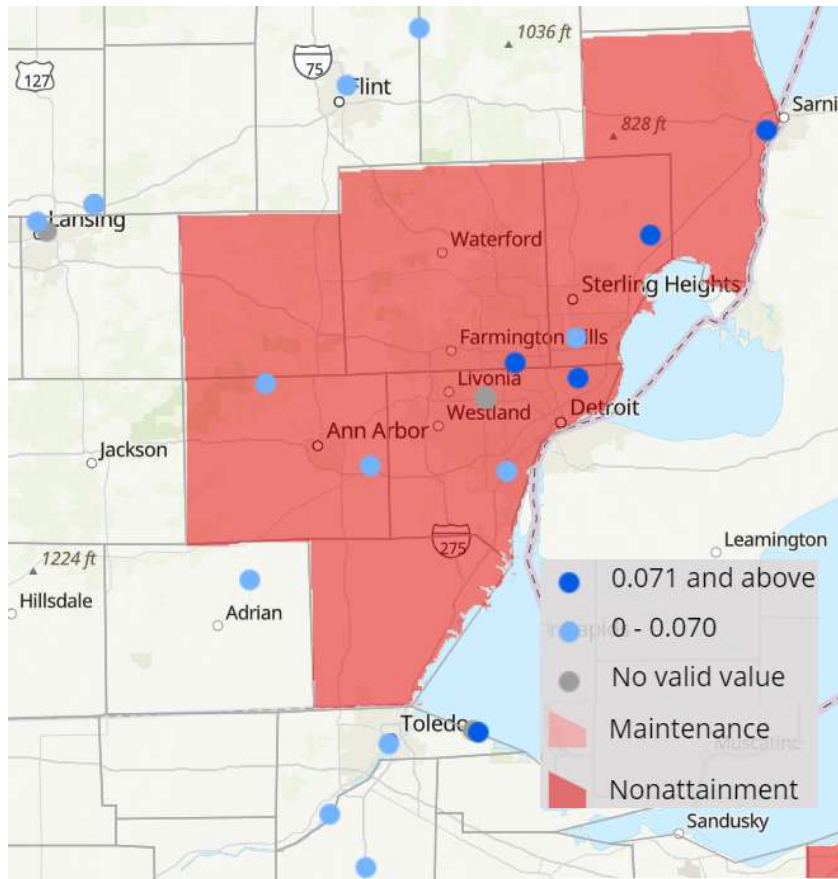 1036 ft
127
75
Flint
828 ft
Sarni
Lansing
Waterford
Sterling Heights
Farmington Hills
Livonia
Westland
Detroit
Ann Arbor
Jackson
275
1224 ft
Leamington
Hillsdale
Adrian
0.071 and above
0 - 0.070
No valid value
Toledo
Maintenance
Nonattainment
Sandusky